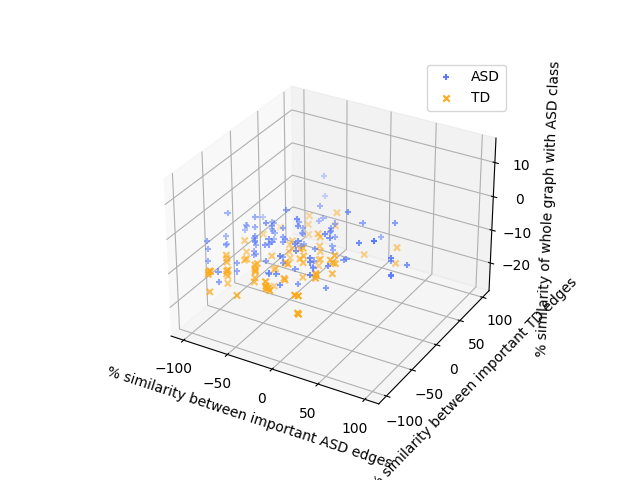 ASD
TD
% similarity of whole graph with ASD class
10
0
−10
−20
100
50
0
−50
−100
% similarity between important TD edges
−100
−50
0
50
100
% similarity between important ASD edges